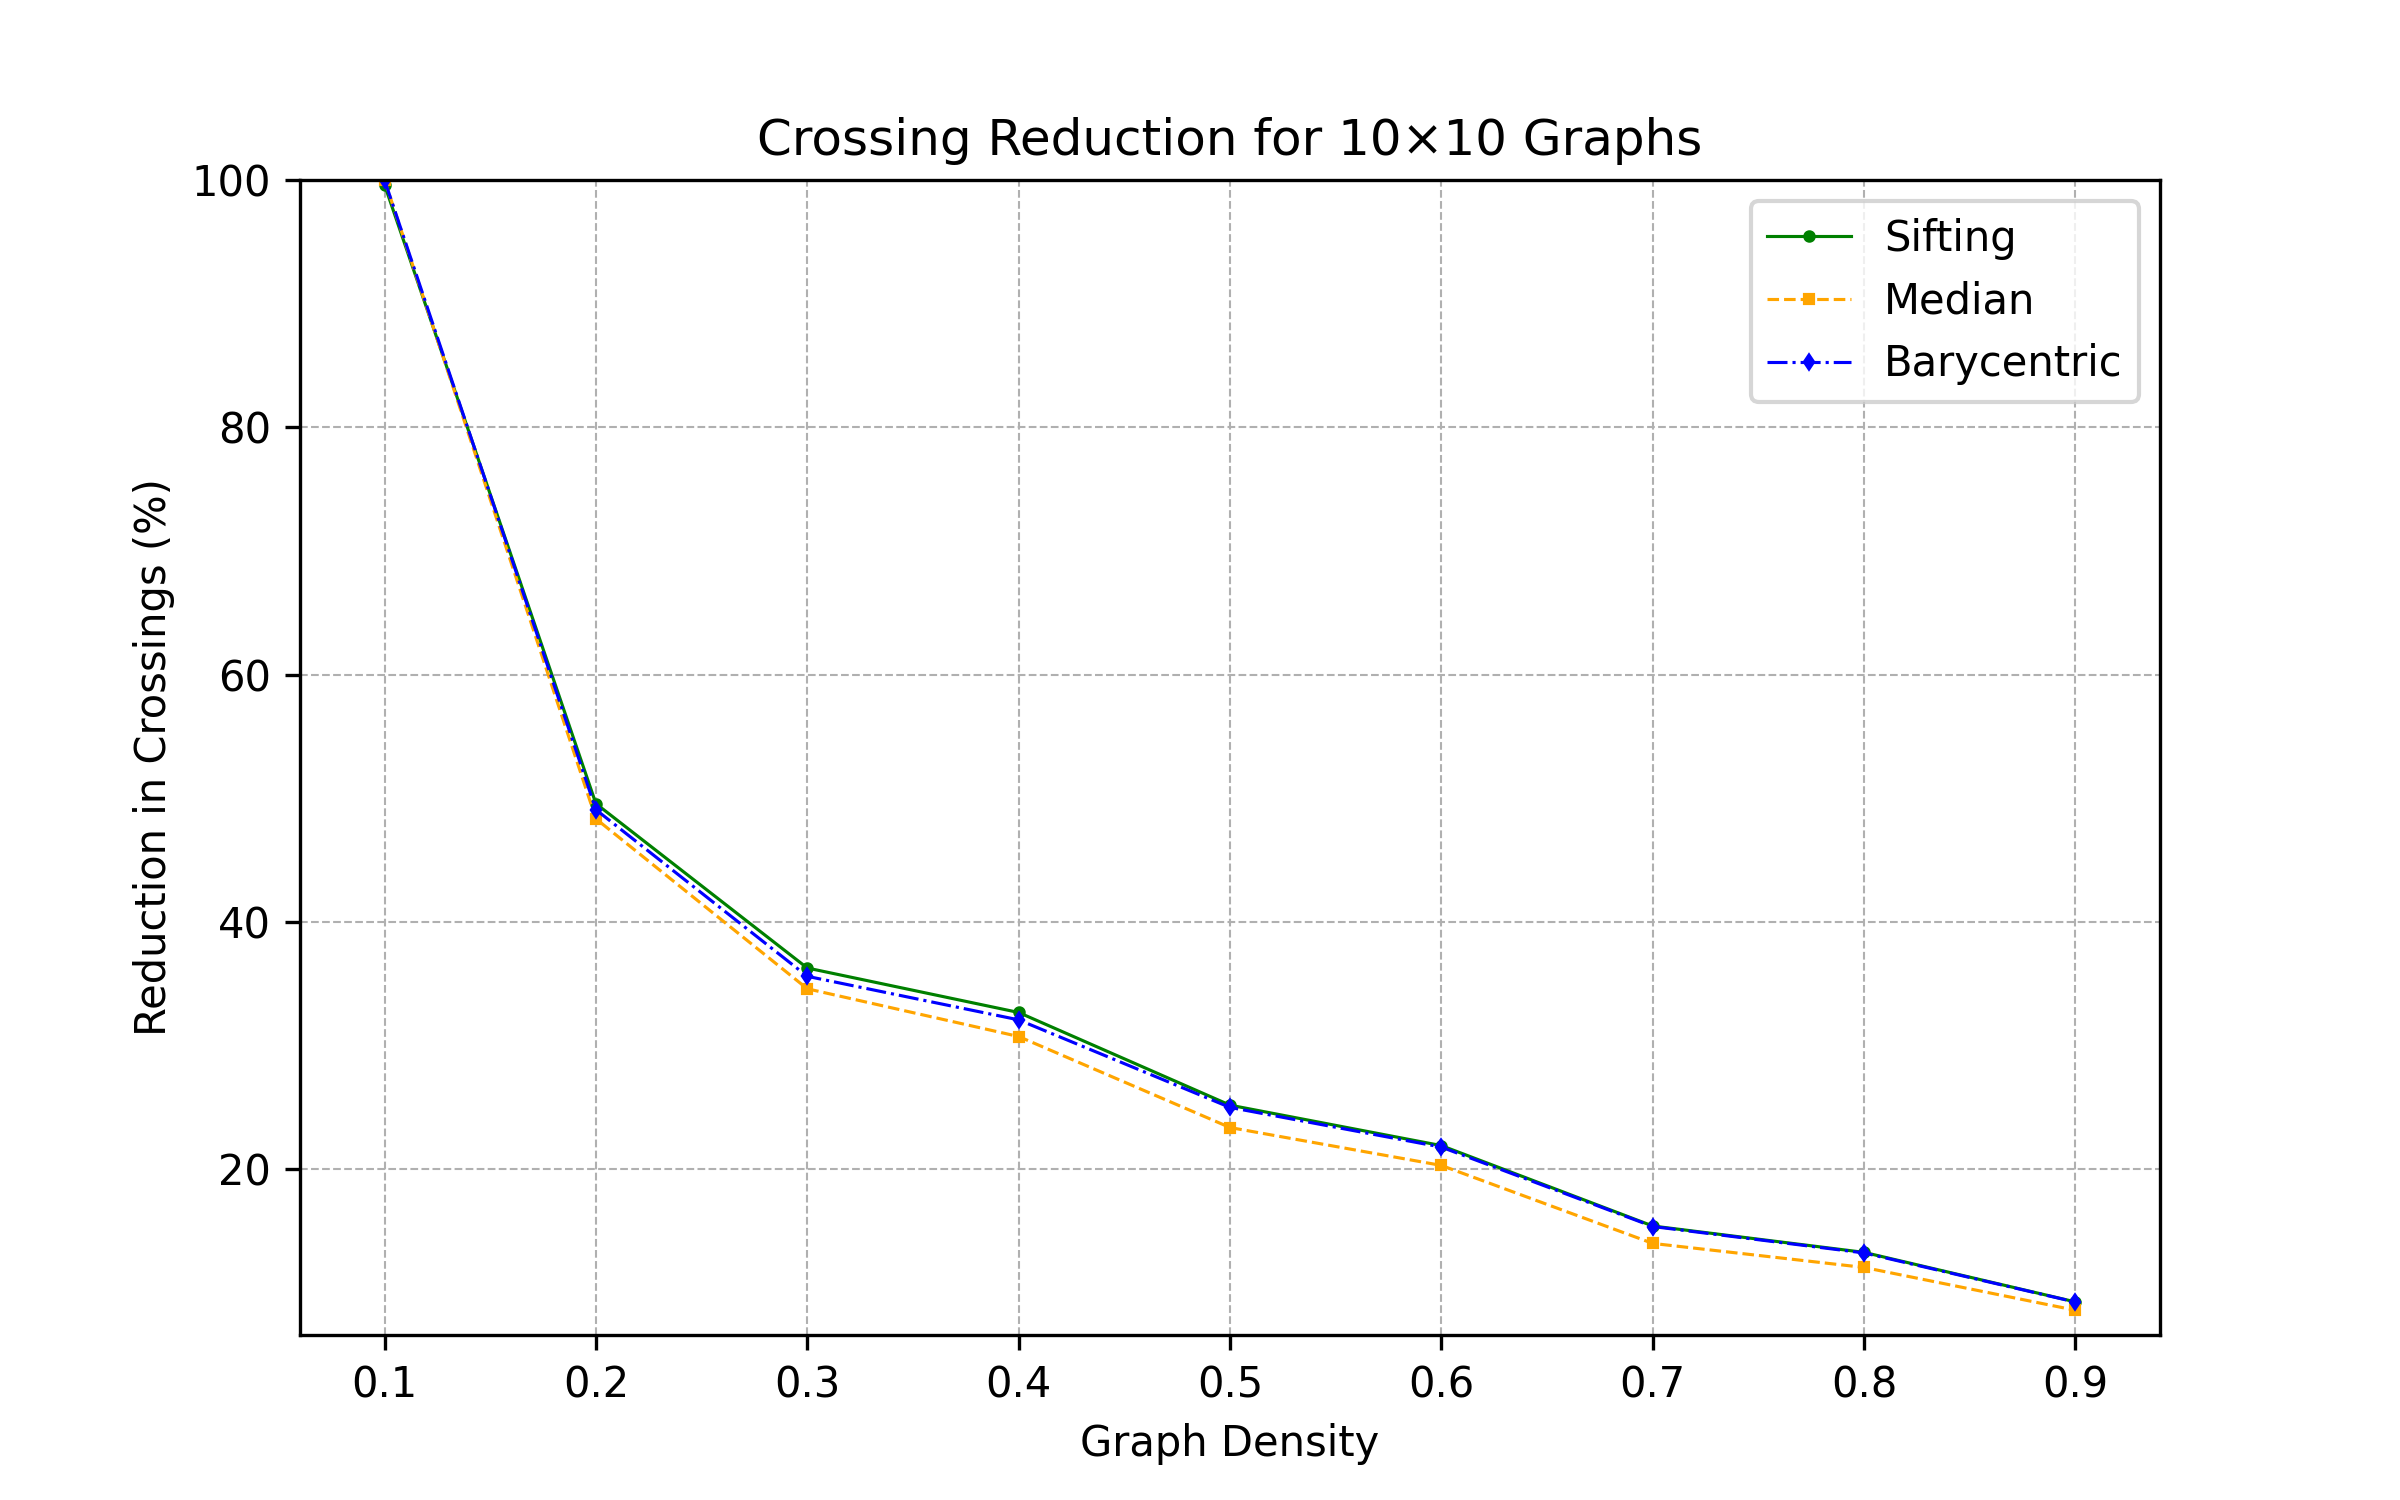 Crossing Reduction for 10×10 Graphs
100
80
60
40
20
Reduction in Crossings (%)
Sifting
Median
Barycentric
0.1 0.2 0.3 0.4 0.5 0.6 0.7 0.8 0.9
Graph Density